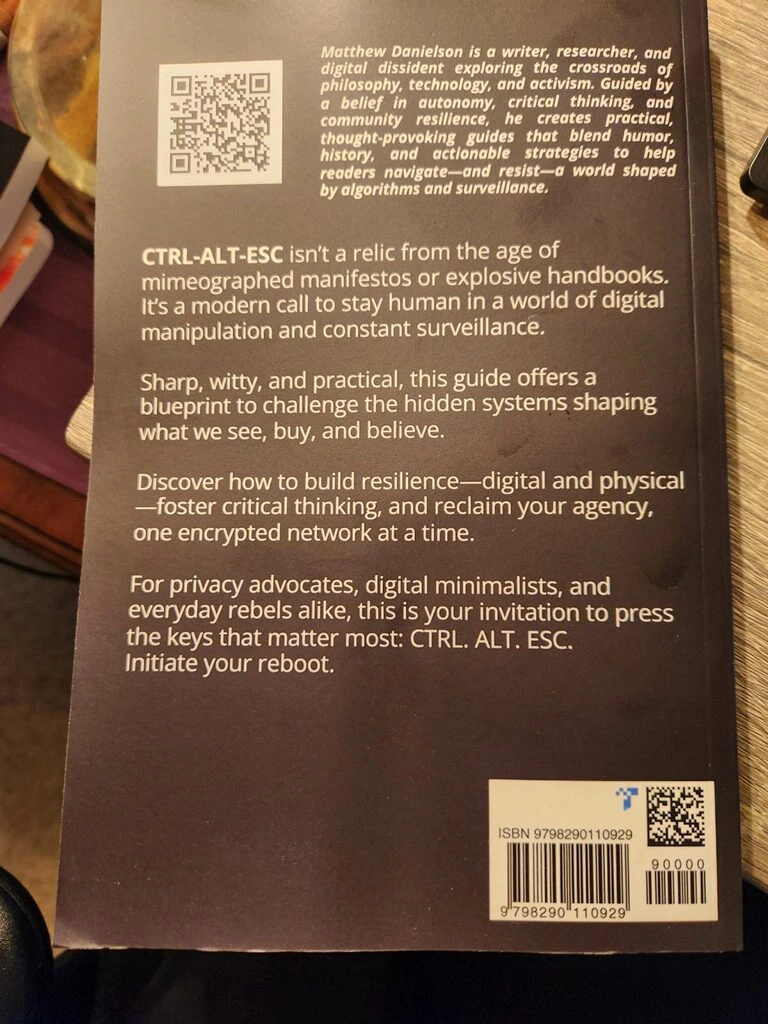 Matthew Danielson is a writer, researcher, and
digital dissident exploring the crossroads of
philosophy, technology, and activism. Guided by
a belief in autonomy, critical thinking, and
community resilience, he creates practical,
thought-provoking guides that blend humor,
history, and actionable strategies to help
readers navigate—and resist—a world shaped
by algorithms and surveillance.
CTRL-ALT-ESC isn’t a relic from the age of
mimeographed manifestos or explosive handbooks.
It’s a modern call to stay human in a world of digital
manipulation and constant surveillance.
Sharp, witty, and practical, this guide offers a
blueprint to challenge the hidden systems shaping
what we see, buy, and believe.
Discover how to build resilience—digital and physical
—foster critical thinking, and reclaim your agency,
one encrypted network at a time.
For privacy advocates, digital minimalists, and
everyday rebels alike, this is your invitation to press
the keys that matter most: CTRL. ALT. ESC.
Initiate your reboot.
ISBN 9798290110929
90000
9 798290 110929